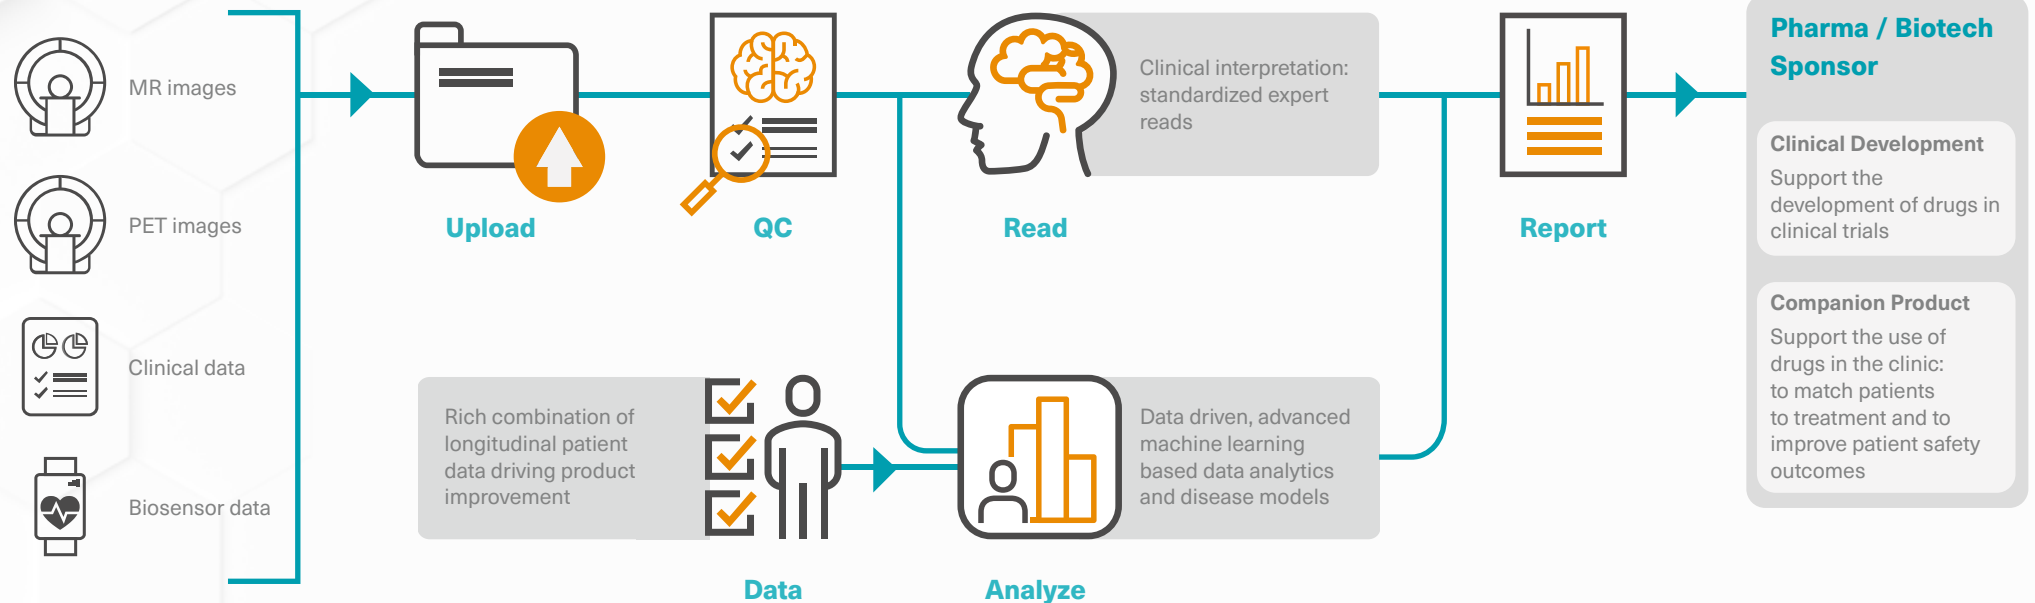 MR images
PET images
Clinical data
Biosensor data
Upload
QC
Read
Clinical interpretation:
standardized expert
reads
Report
Rich combination of
longitudinal patient
data driving product
improvement
Data
Analyze
Data driven, advanced
machine learning
based data analytics
and disease models
Pharma / Biotech
Sponsor
Clinical Development
Support the
development of drugs in
clinical trials
Companion Product
Support the use of
drugs in the clinic:
to match patients
to treatment and to
improve patient safety
outcomes